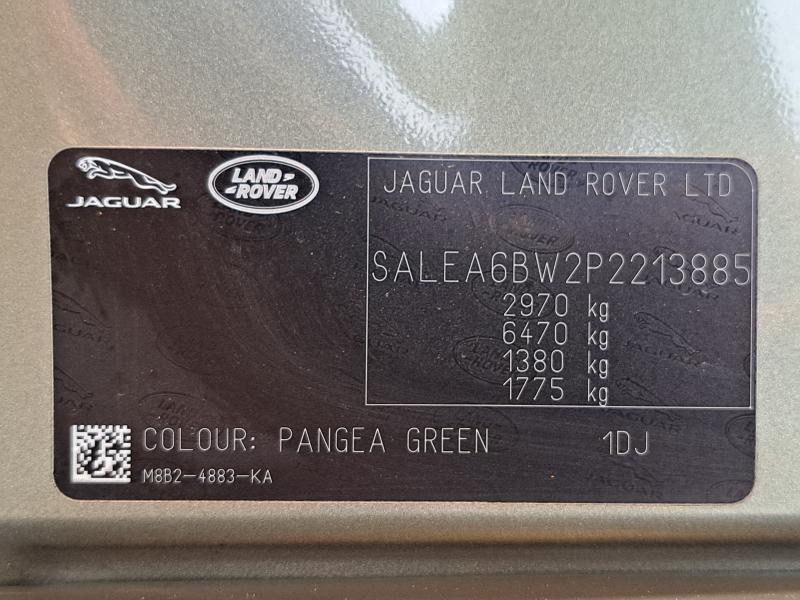 JAGUAR
LAND-
-ROVER
JAGUAR LAND ROVER LTD
SALEA6BW2P2213885
2970 kg
6470 kg
1380 kg
1775 kg
COLOUR: PANGEA GREEN 1DJ
M8B2-4883-KA